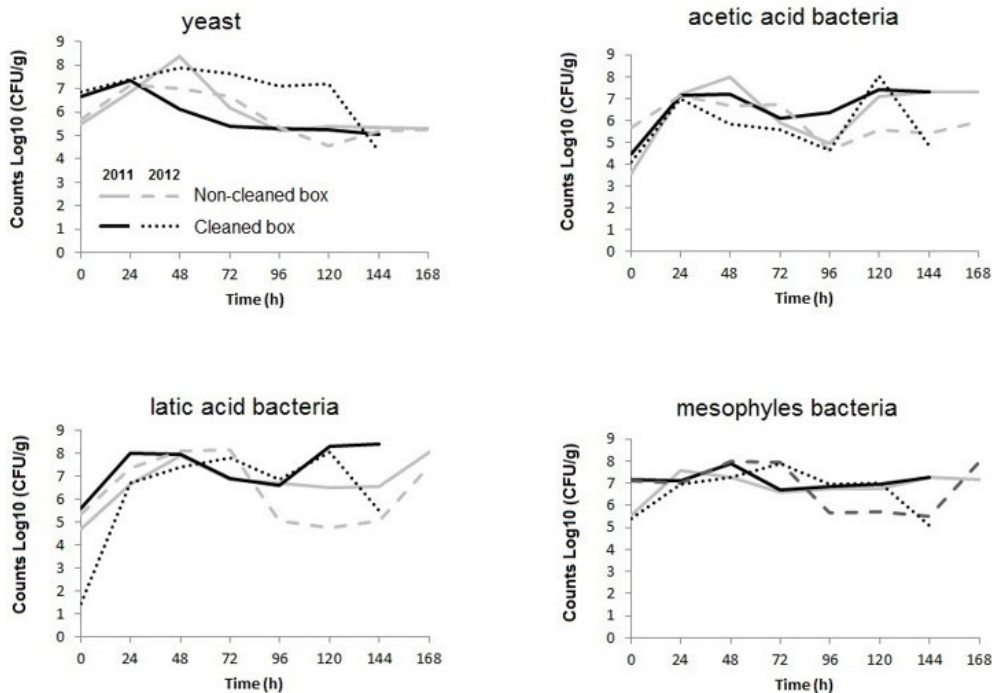 yeast
Counts Log10 (CFU/g)
9
8
7
6
5
4
3
2
1
0
2011 2012
Non-cleaned box
Cleaned box
0 24 48 72 96 120 144 168
Time (h)
acetic acid bacteria
Counts Log10 (CFU/g)
9
8
7
6
5
4
3
2
1
0
0 24 48 72 96 120 144 168
Time (h)
latic acid bacteria
Counts Log10 (CFU/g)
9
8
7
6
5
4
3
2
1
0
0 24 48 72 96 120 144 168
Time (h)
mesophyles bacteria
Counts Log10 (CFU/g)
9
8
7
6
5
4
3
2
1
0
0 24 48 72 96 120 144 168
Time (h)